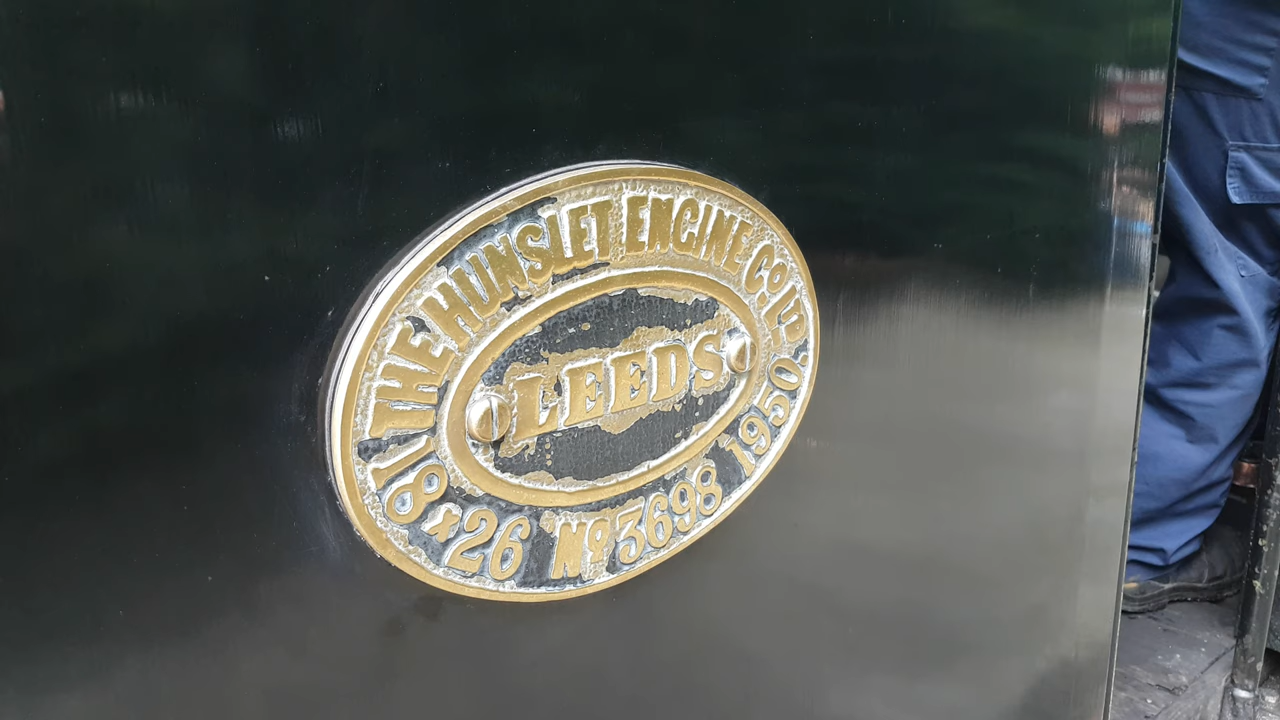 THE HUNSLET ENGINE CO. LTD.
LEEDS
18 x 26 No 3698 1950.